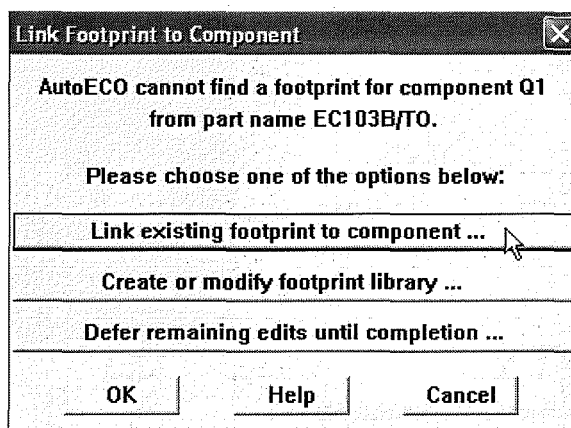 Link Footprint to Component
AutoECO cannot find a footprint for component Q1
from part name EC103B/TO.
Please choose one of the options below:
Link existing footprint to component ...
Create or modify footprint library ...
Defer remaining edits until completion ...
OK Help Cancel